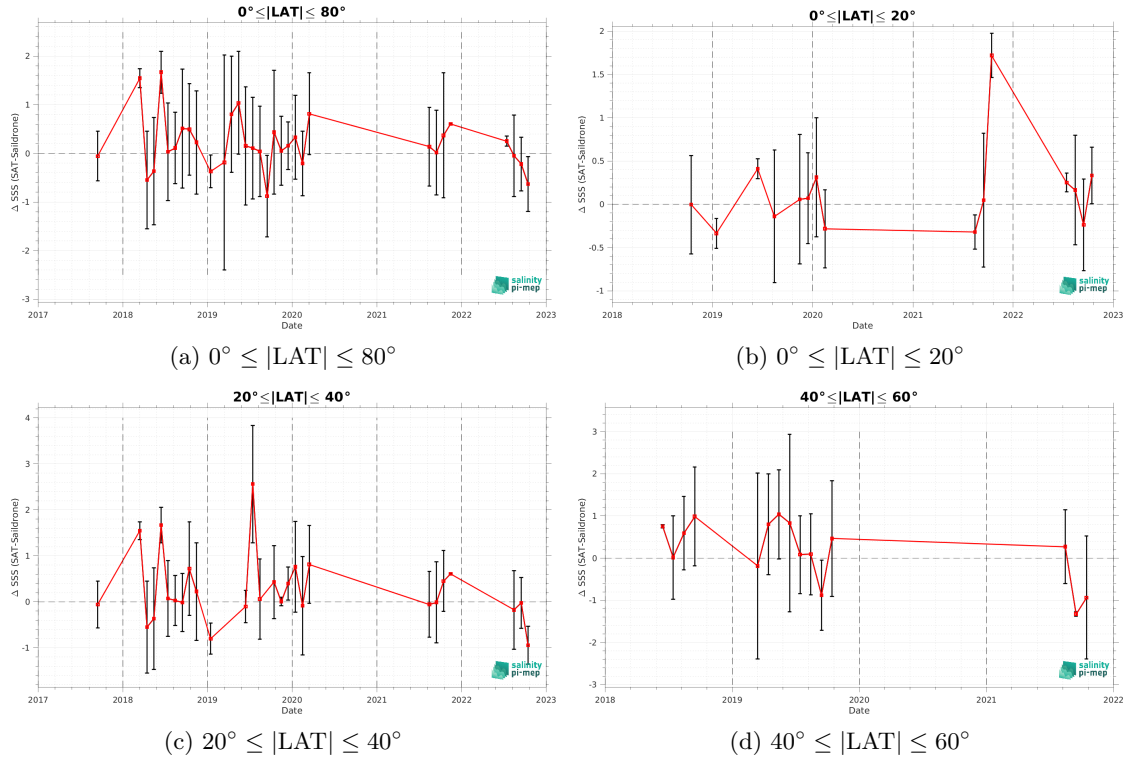 0°≤|LAT|≤ 80°
Δ SSS (SAT-Saildrone)
2
1
0
-1
-2
-3
2017
2018
2019
2020
2021
2022
2023
Date
salinity
pi-mep
(a) 0° ≤ |LAT| ≤ 80°
0°≤|LAT|≤ 20°
Δ SSS (SAT-Saildrone)
2
1.5
1
0.5
0
-0.5
-1
2018
2019
2020
2021
2022
2023
Date
salinity
pi-mep
(b) 0° ≤ |LAT| ≤ 20°
20°≤|LAT|≤ 40°
Δ SSS (SAT-Saildrone)
4
3
2
1
0
-1
2017
2018
2019
2020
2021
2022
2023
Date
salinity
pi-mep
(c) 20° ≤ |LAT| ≤ 40°
40°≤|LAT|≤ 60°
Δ SSS (SAT-Saildrone)
3
2
1
0
-1
-2
-3
2018
2019
2020
2021
2022
Date
salinity
pi-mep
(d) 40° ≤ |LAT| ≤ 60°